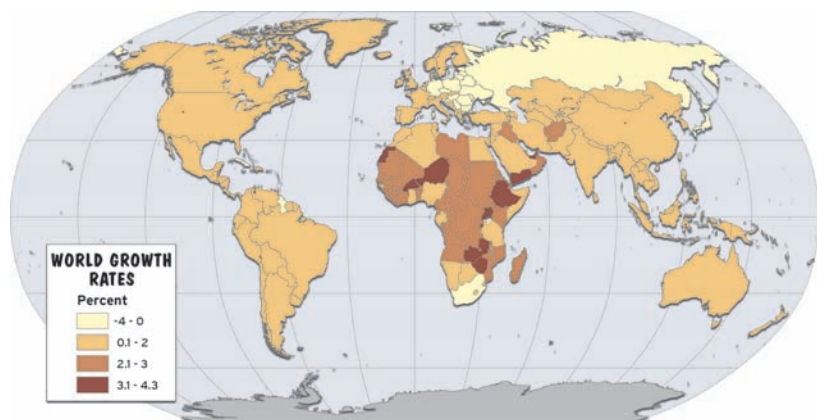 WORLD GROWTH
RATES
Percent
-4 - 0
0.1 - 2
2.1 - 3
3.1 - 4.3